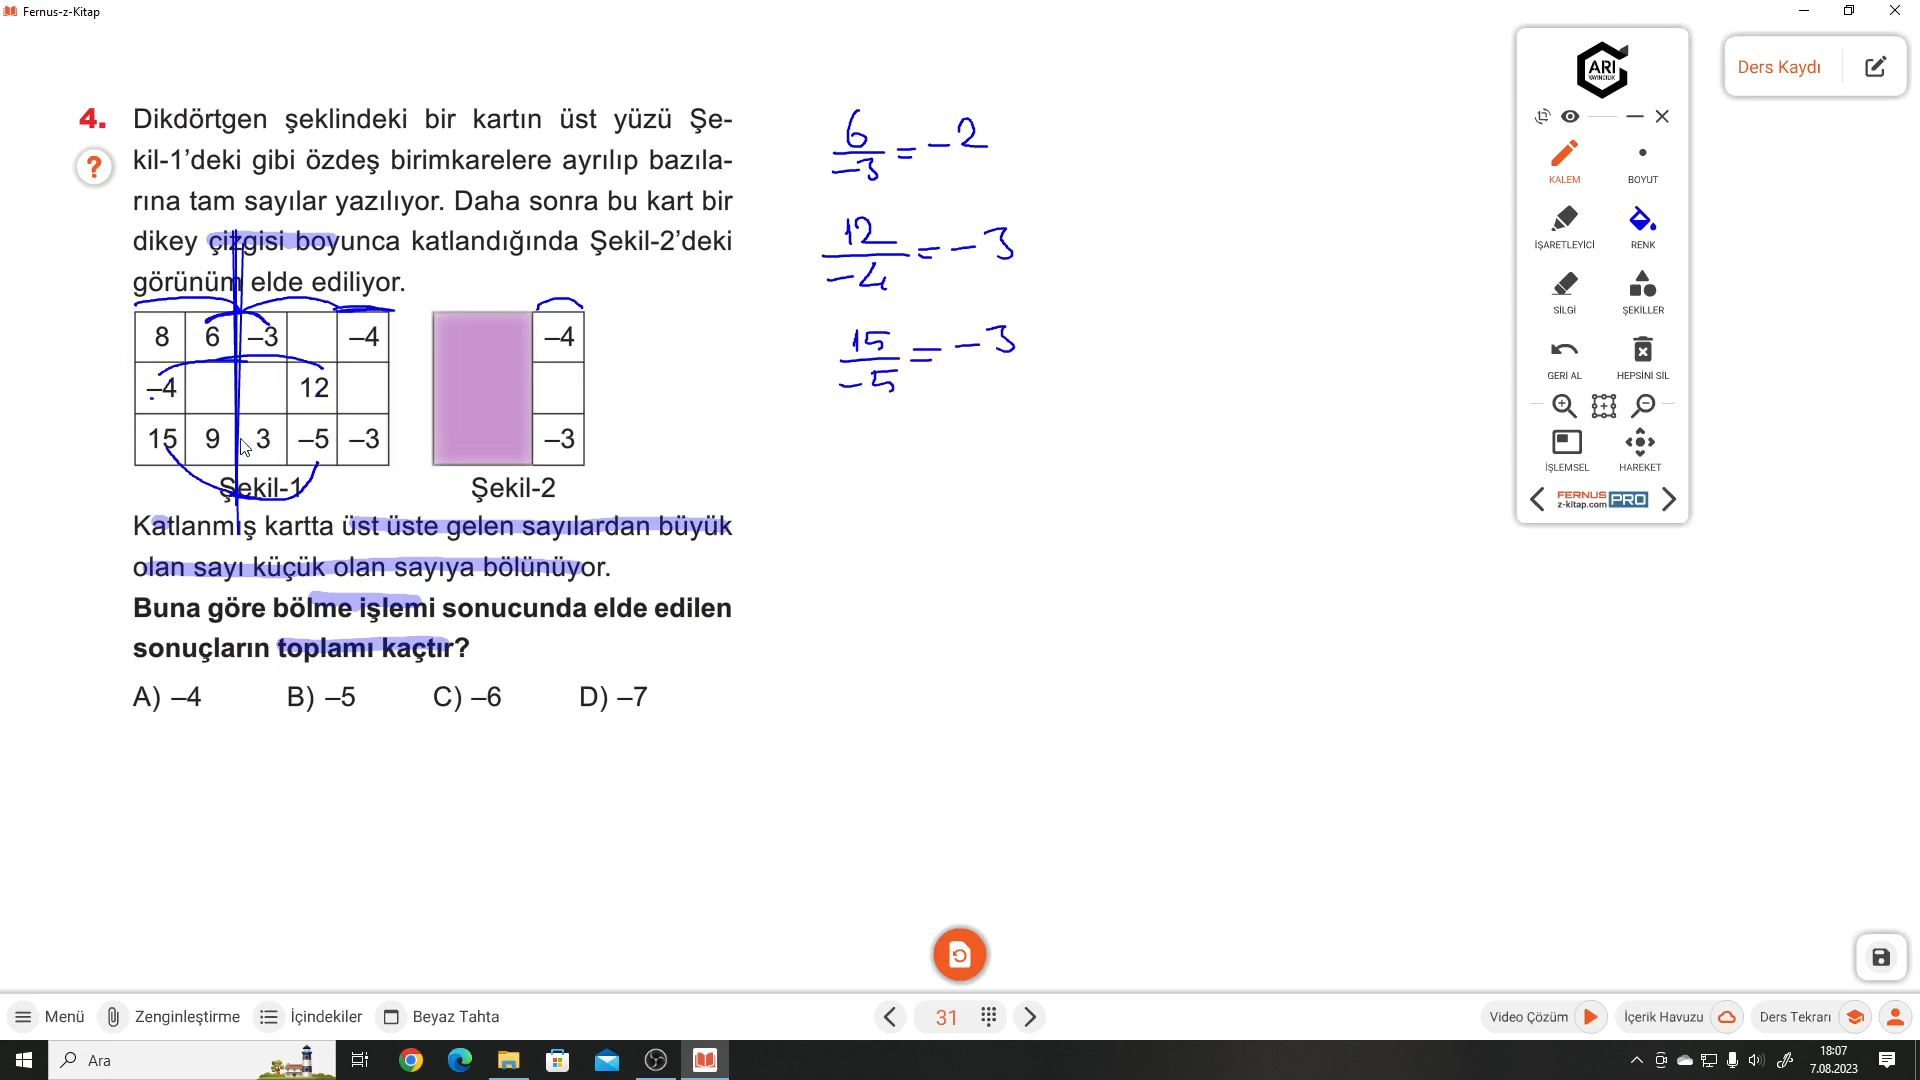 Fernus-z-Kitap
4. Dikdörtgen şeklindeki bir kartın üst yüzü Şe-
kil-1'deki gibi özdeş birimkarelere ayrılıp bazıla-
rına tam sayılar yazılıyor. Daha sonra bu kart bir
dikey çizgisi boyunca katlandığında Şekil-2'deki
görünüm elde ediliyor.
8 6 –3 –4
–4 12
15 9 3 –5 –3
Şekil-1
–4
–3
Şekil-2
Katlanmış kartta üst üste gelen sayılardan büyük
olan sayı küçük olan sayıya bölünüyor.
Buna göre bölme işlemi sonucunda elde edilen
sonuçların toplamı kaçtır?
A) –4 B) –5 C) –6 D) –7
6/–3 = –2
12/–4 = –3
15/–5 = –3
ARI
YAYINCILIK
KALEM BOYUT
İŞARETLEYİCİ RENK
SİLGİ ŞEKİLLER
GERİ AL HEPSİNİ SİL
İŞLEMSEL HAREKET
FERNUS PRO
z-kitap.com
Ders Kaydı
Menü Zenginleştirme İçindekiler Beyaz Tahta 31 Video Çözüm İçerik Havuzu Ders Tekrarı
Ara
18:07
7.08.2023